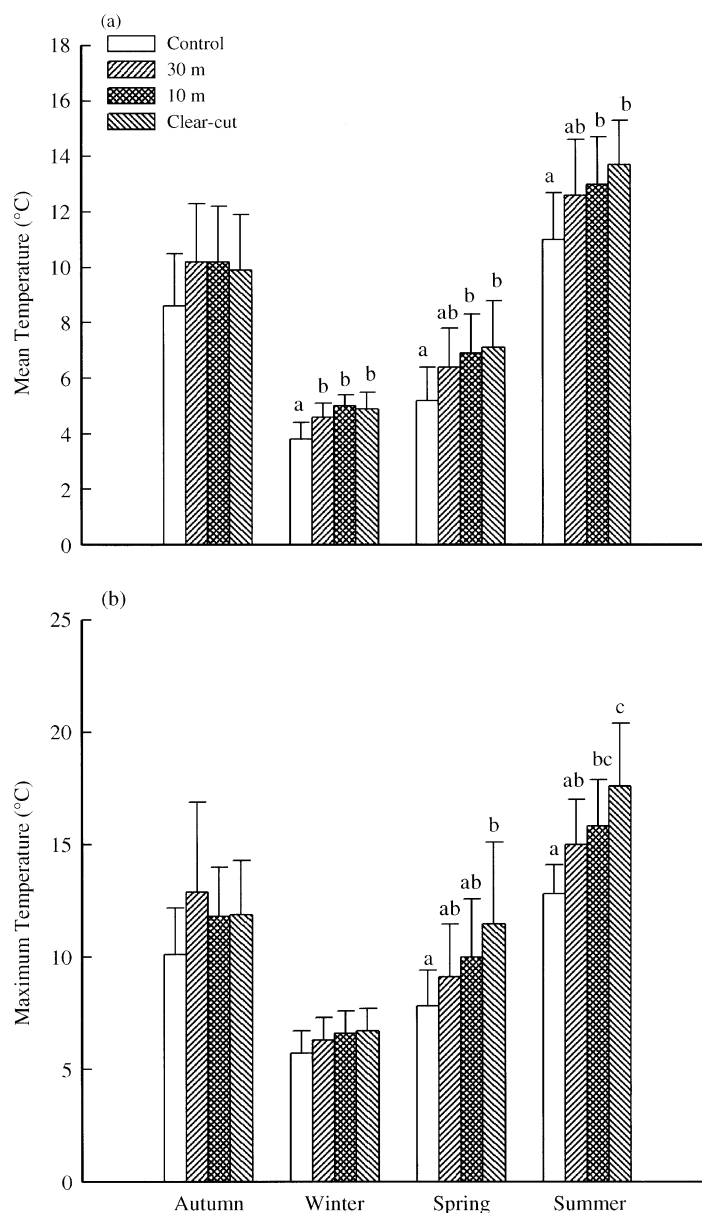 (a)
Control
30 m
10 m
Clear-cut
18
16
14
12
10
8
6
4
2
0
Mean Temperature (°C)
a b b b
a ab b b
a ab b b
(b)
25
20
15
10
5
0
Maximum Temperature (°C)
a ab ab b
a ab bc c
Autumn Winter Spring Summer